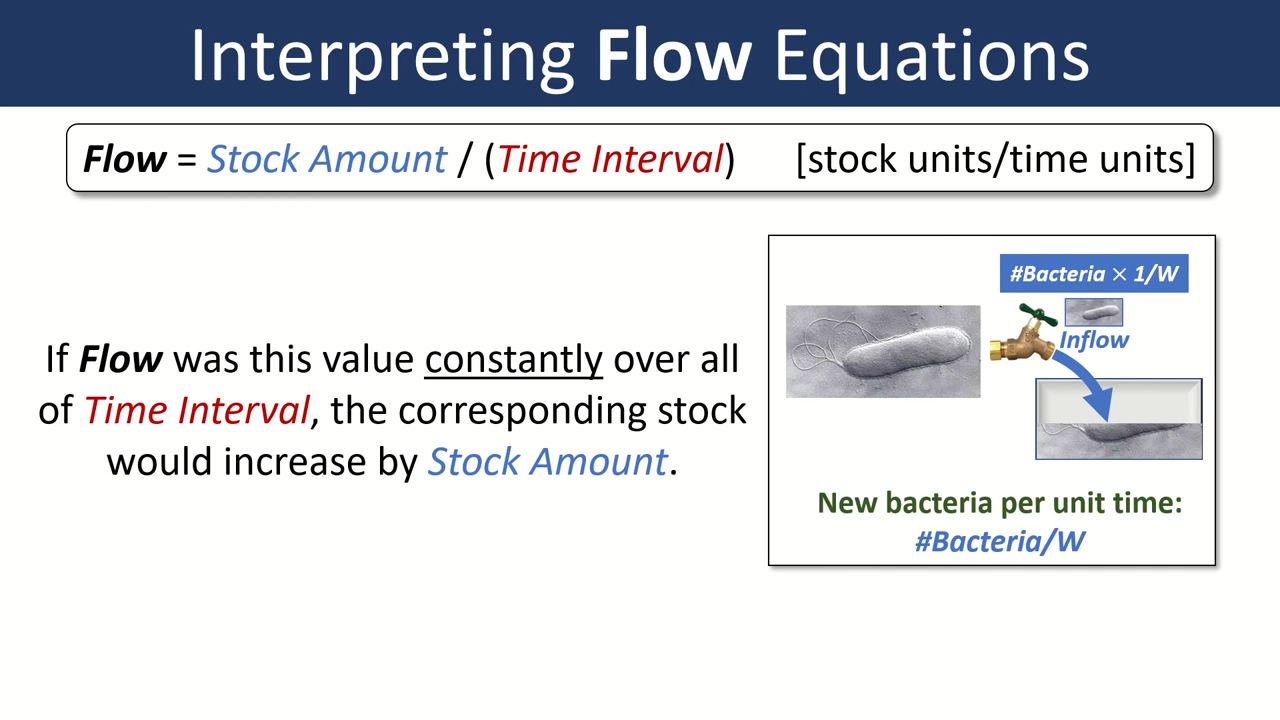 Interpreting Flow Equations
Flow = Stock Amount / (Time Interval) [stock units/time units]
If Flow was this value constantly over all
of Time Interval, the corresponding stock
would increase by Stock Amount.
#Bacteria × 1/W
Inflow
New bacteria per unit time:
#Bacteria/W